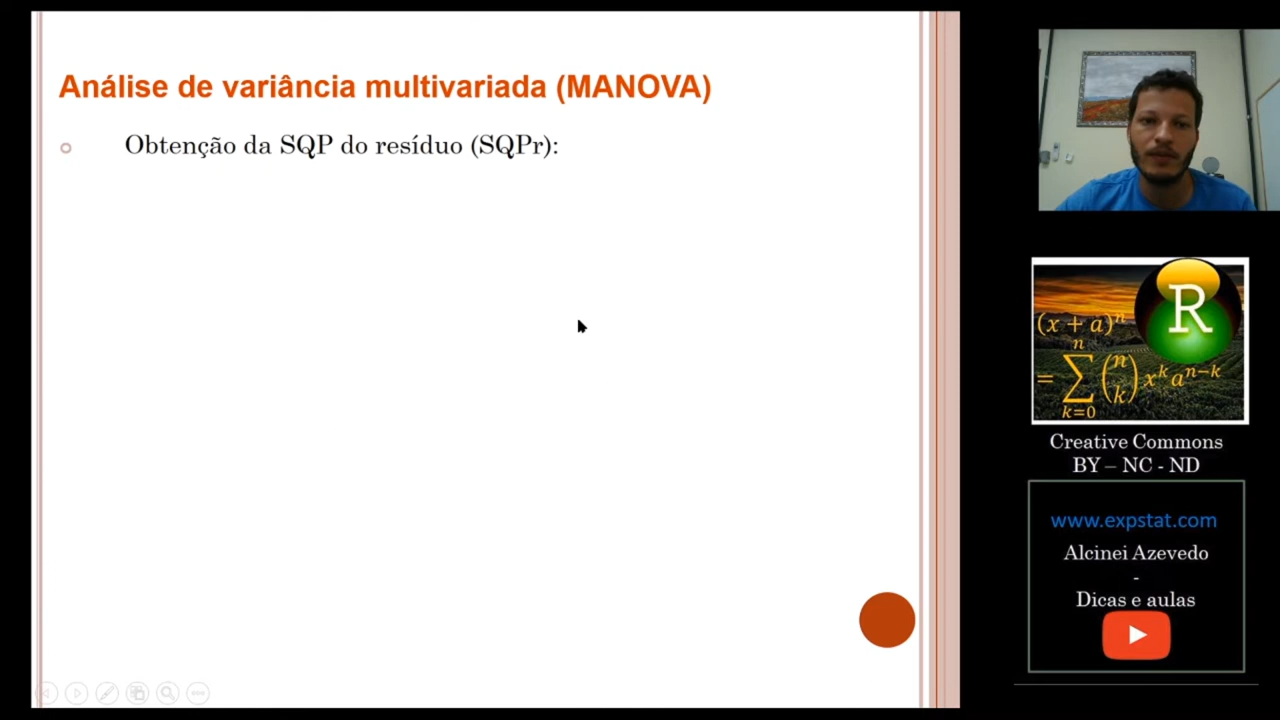 Análise de variância multivariada (MANOVA)
Obtenção da SQP do resíduo (SQPr):
R
(x + a)ⁿ
n
= ∑ (n k) xᵏaⁿ⁻ᵏ
k=0
Creative Commons
BY – NC - ND
www.expstat.com
Alcinei Azevedo
-
Dicas e aulas